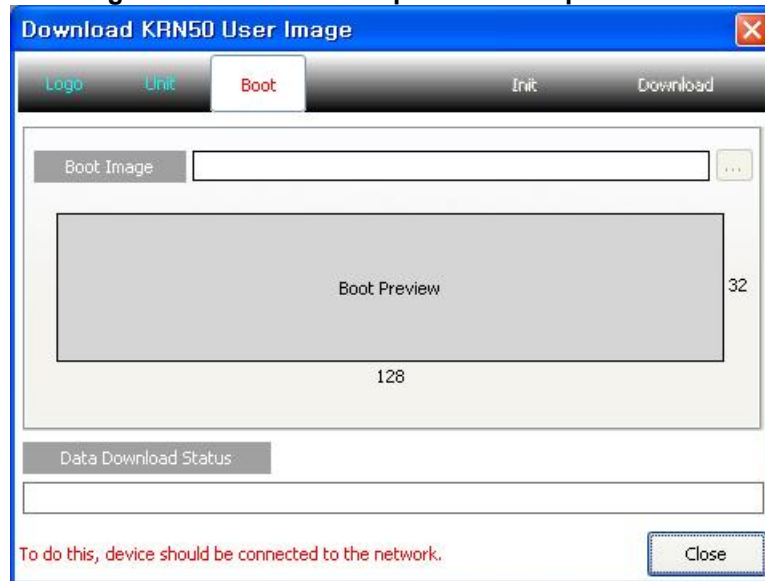 Download KRN50 User Image
Logo Unit Boot Init Download
Boot Image ...
Boot Preview
32
128
Data Download Status
To do this, device should be connected to the network.
Close